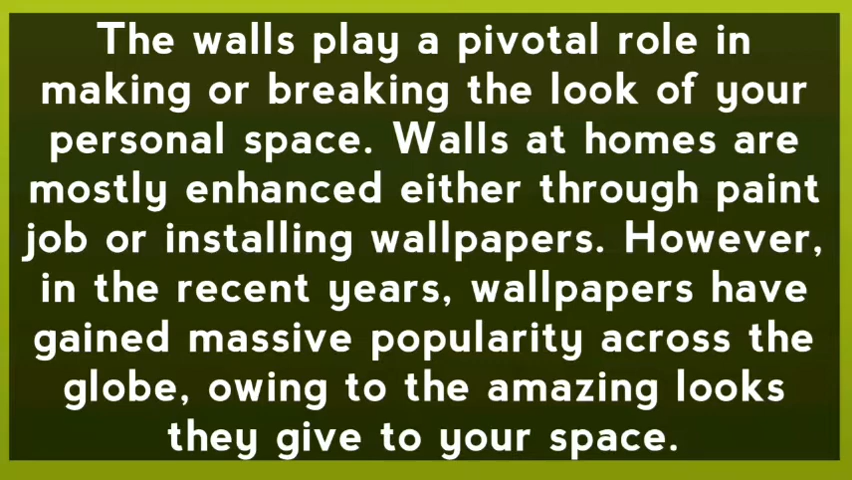 The walls play a pivotal role in
making or breaking the look of your
personal space. Walls at homes are
mostly enhanced either through paint
job or installing wallpapers. However,
in the recent years, wallpapers have
gained massive popularity across the
globe, owing to the amazing looks
they give to your space.